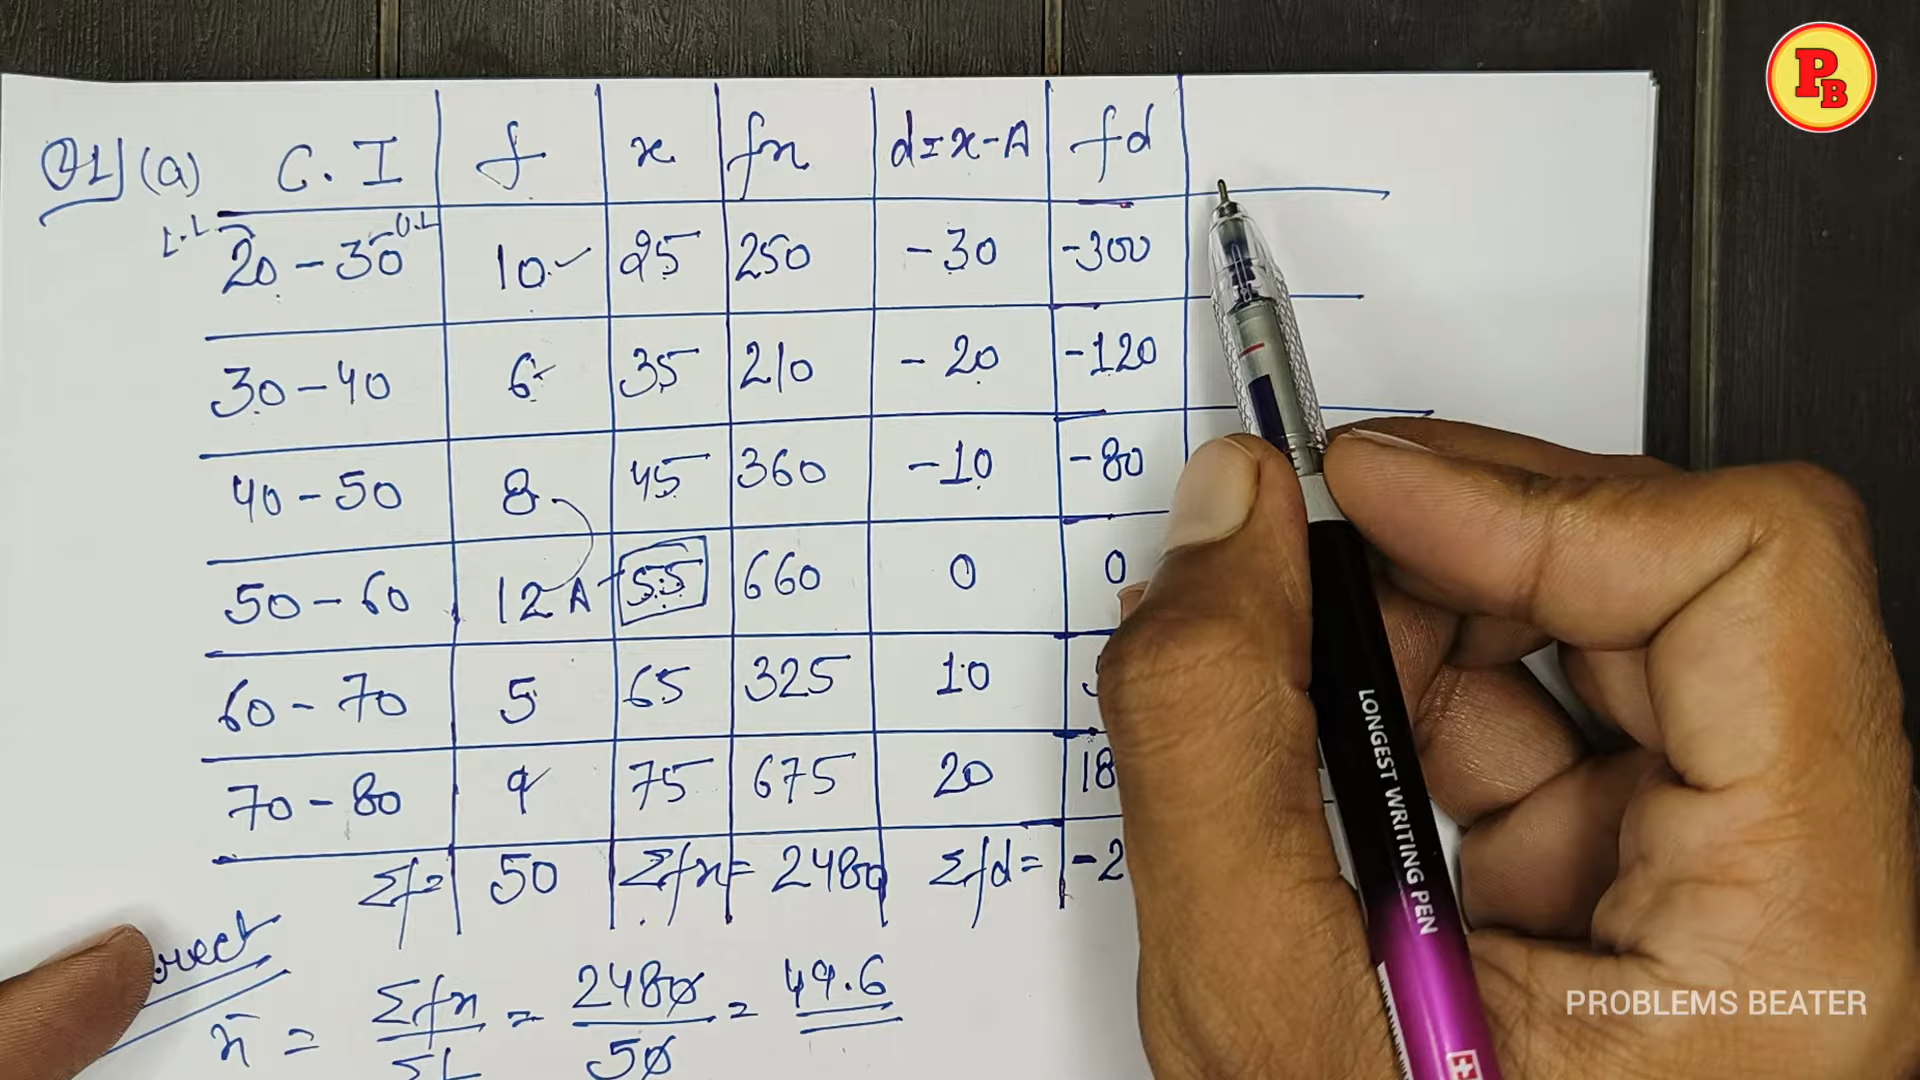 PB
Q1)(a) C.I f x fx d=x-A fd
L.L 20-30 U.L 10 25 250 -30 -300
30-40 6 35 210 -20 -120
40-50 8 45 360 -10 -80
50-60 12 A 55 660 0 0
60-70 5 65 325 10
70-80 9 75 675 20 18
Σf= 50 Σfx= 2480 Σfd= -2
x̄ = Σfx/Σf = 2480/50 = 49.6
LONGEST WRITING PEN
PROBLEMS BEATER